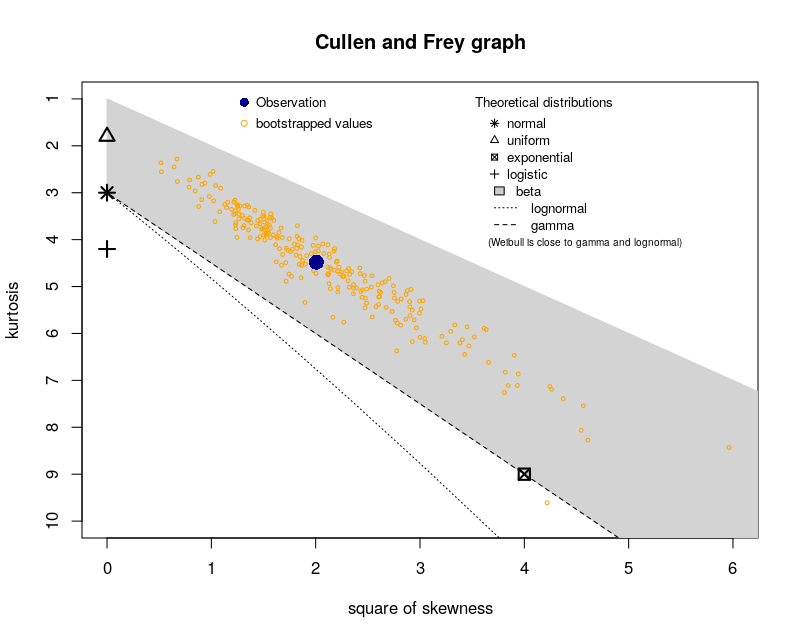 Cullen and Frey graph
Observation
bootstrapped values
Theoretical distributions
normal
uniform
exponential
logistic
beta
lognormal
gamma
(Weibull is close to gamma and lognormal)
kurtosis
1
2
3
4
5
6
7
8
9
10
0 1 2 3 4 5 6
square of skewness